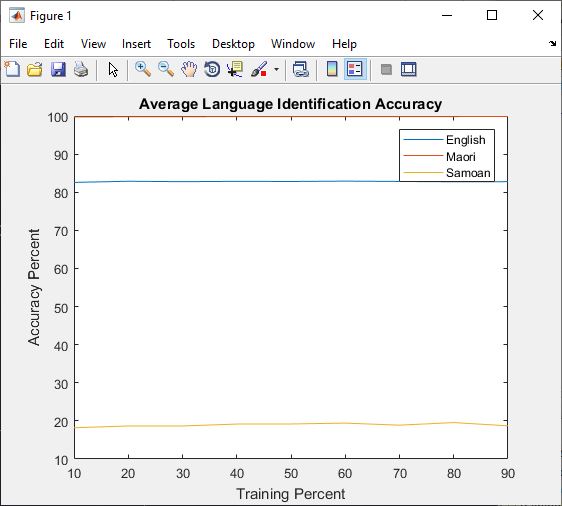 Figure 1
File Edit View Insert Tools Desktop Window Help
Average Language Identification Accuracy
100
90
80
70
60
50
40
30
20
10
Accuracy Percent
English
Maori
Samoan
10 20 30 40 50 60 70 80 90
Training Percent